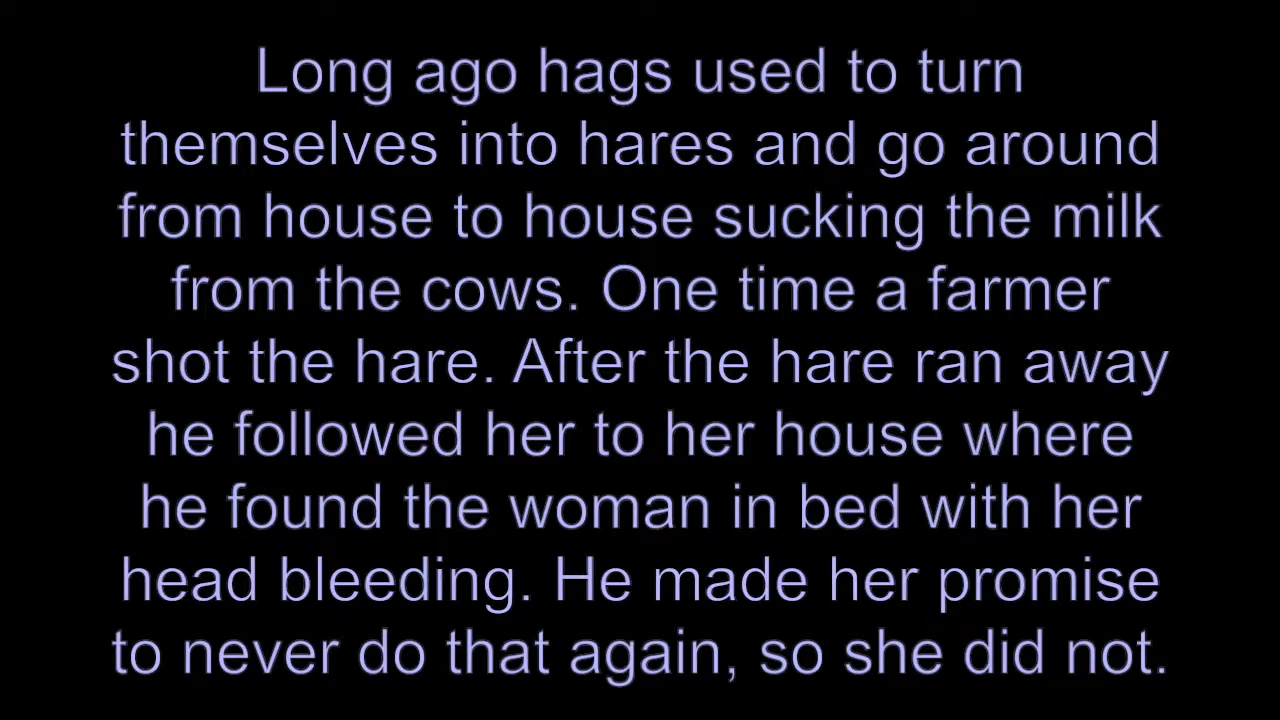 Long ago hags used to turn
themselves into hares and go around
from house to house sucking the milk
from the cows. One time a farmer
shot the hare. After the hare ran away
he followed her to her house where
he found the woman in bed with her
head bleeding. He made her promise
to never do that again, so she did not.